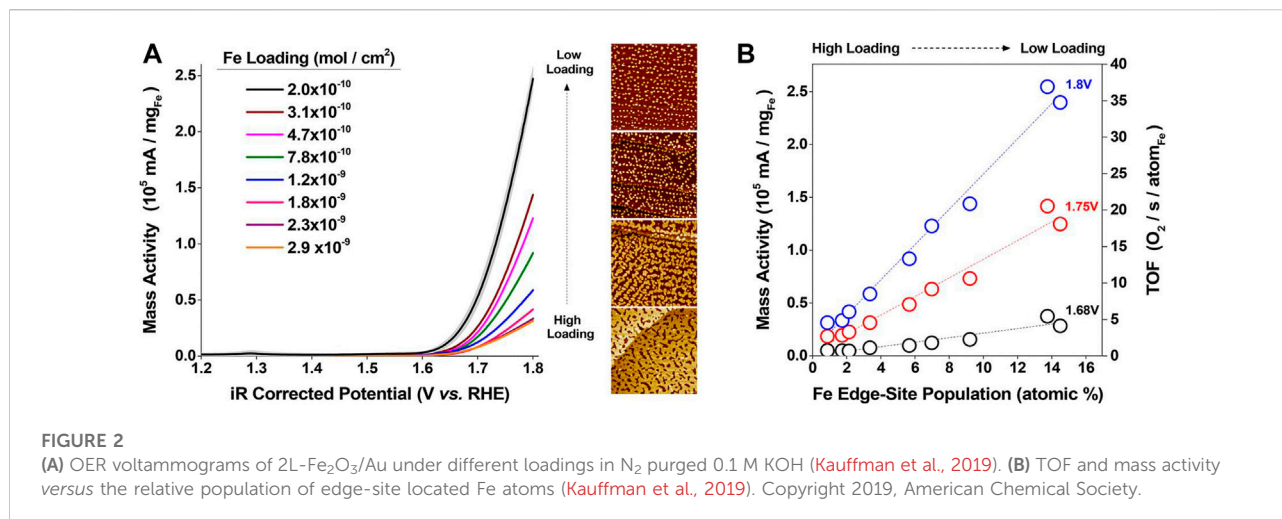 A
Fe Loading (mol / cm²)
2.0x10⁻¹⁰
3.1x10⁻¹⁰
4.7x10⁻¹⁰
7.8x10⁻¹⁰
1.2x10⁻⁹
1.8x10⁻⁹
2.3x10⁻⁹
2.9 x10⁻⁹
Low
Loading
High
Loading
Mass Activity (10⁵ mA / mg_Fe)
2.5
2.0
1.5
1.0
0.5
0.0
1.2 1.3 1.4 1.5 1.6 1.7 1.8
iR Corrected Potential (V vs. RHE)
B
High Loading Low Loading
Mass Activity (10⁵ mA / mg_Fe)
2.5
2.0
1.5
1.0
0.5
0.0
1.8V
1.75V
1.68V
40
35
30
25
20
15
10
5
0
TOF (O₂ / s / atom_Fe)
0 2 4 6 8 10 12 14 16
Fe Edge-Site Population (atomic %)
FIGURE 2
(A) OER voltammograms of 2L-Fe₂O₃/Au under different loadings in N₂ purged 0.1 M KOH (Kauffman et al., 2019). (B) TOF and mass activity
versus the relative population of edge-site located Fe atoms (Kauffman et al., 2019). Copyright 2019, American Chemical Society.